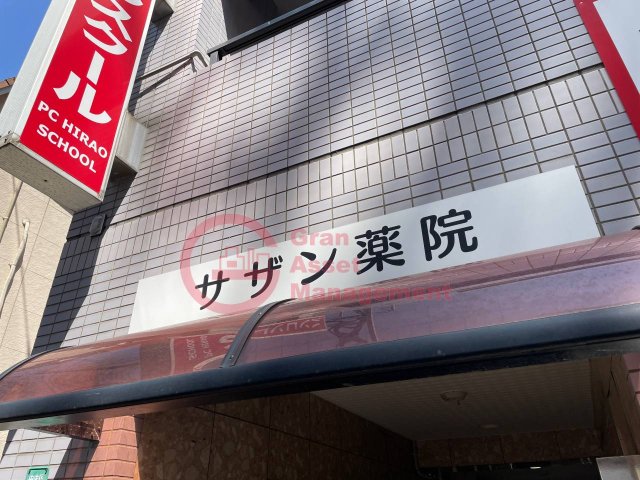 スクール
PC HIRAO
SCHOOL
サザン薬院
Gran
Asset
Management